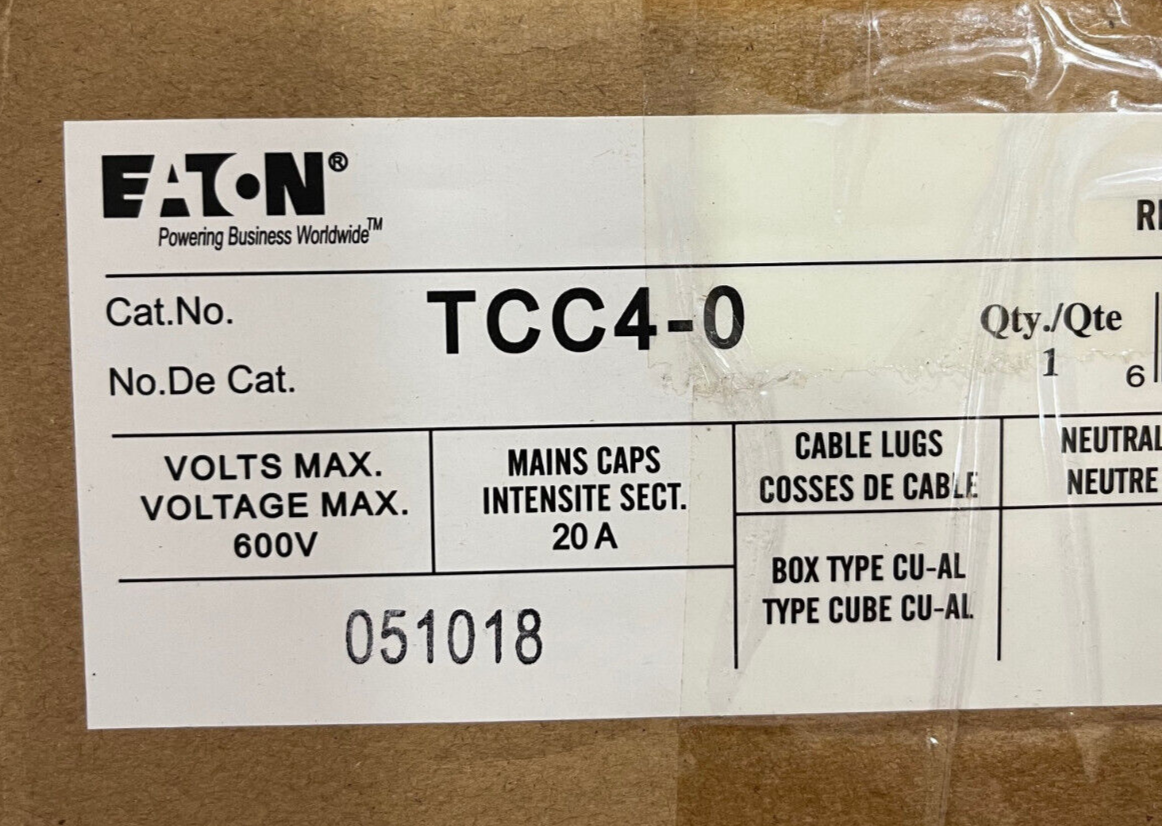 EATON®
Powering Business Worldwide™
Cat.No.
TCC4-0
Qty./Qte
No.De Cat.
1
6
VOLTS MAX.
VOLTAGE MAX.
600V
MAINS CAPS
INTENSITE SECT.
20 A
CABLE LUGS
COSSES DE CABLE
NEUTRAL
NEUTRE
BOX TYPE CU-AL
TYPE CUBE CU-AL
051018